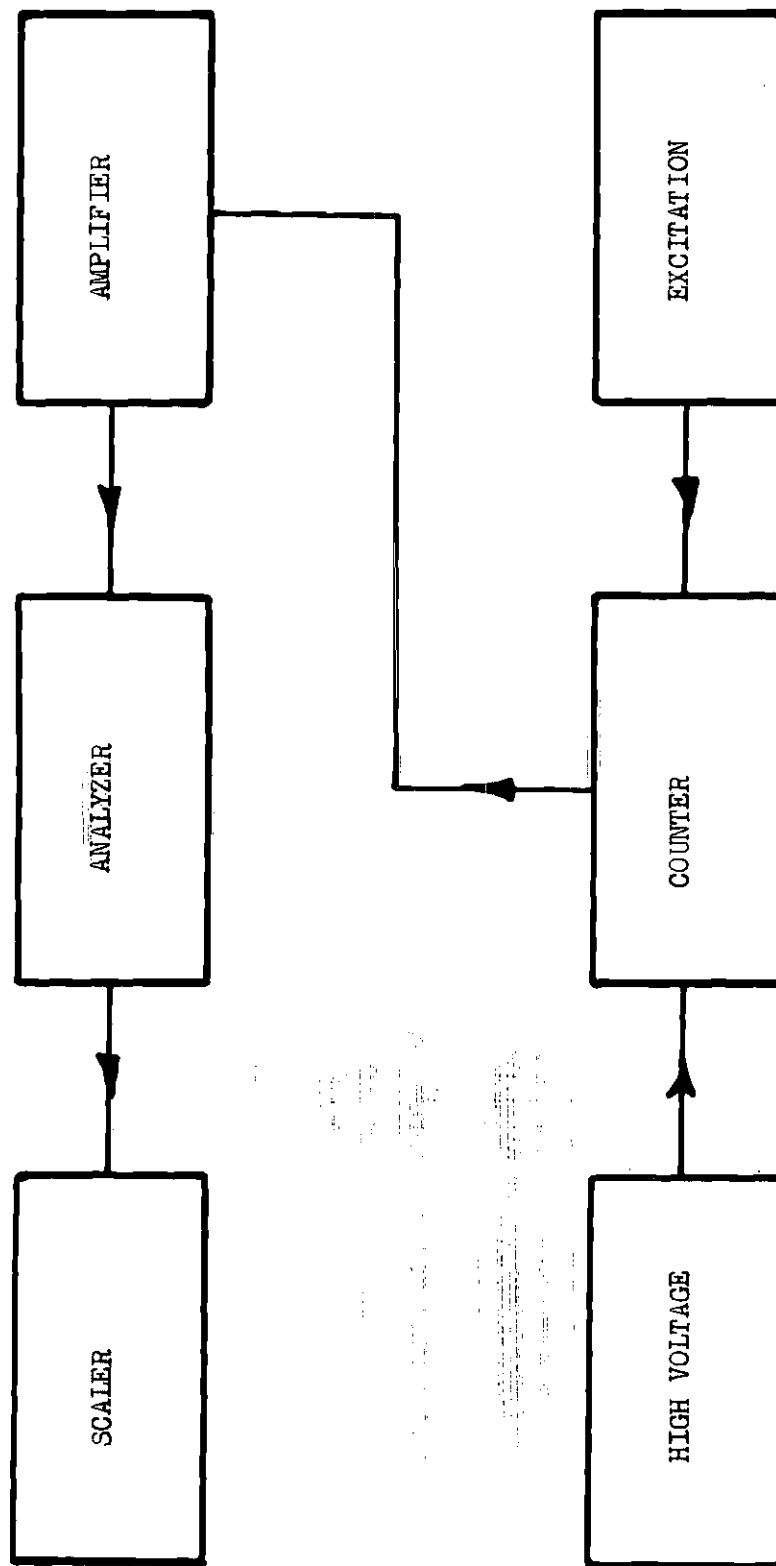 SCALER
ANALYZER
AMPLIFIER
HIGH VOLTAGE
COUNTER
EXCITATION